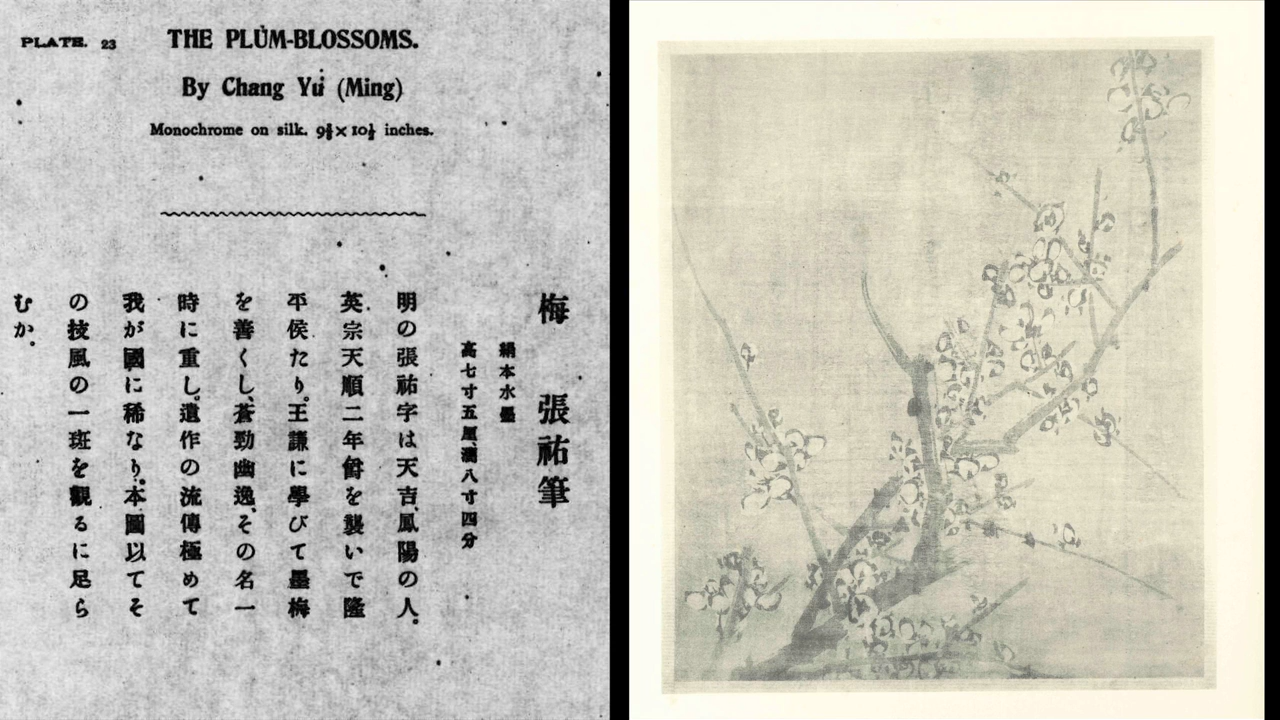 PLATE. 23
THE PLUM-BLOSSOMS.
By Chang Yu (Ming)
Monochrome on silk. 9⅜×10½ inches.
梅 張祐筆
絹本水墨
高七寸五厘、濶八寸四分
明の張祐字は天吉、鳳陽の人。
英宗天順二年爵を襲いで隆
平侯たり。王謙に學びて墨梅
を善くし、蒼勁幽逸、その名一
時に重し。遺作の流傳極めて
我が國に稀なり。本圖以てそ
の技風の一斑を觀るに足ら
むか。